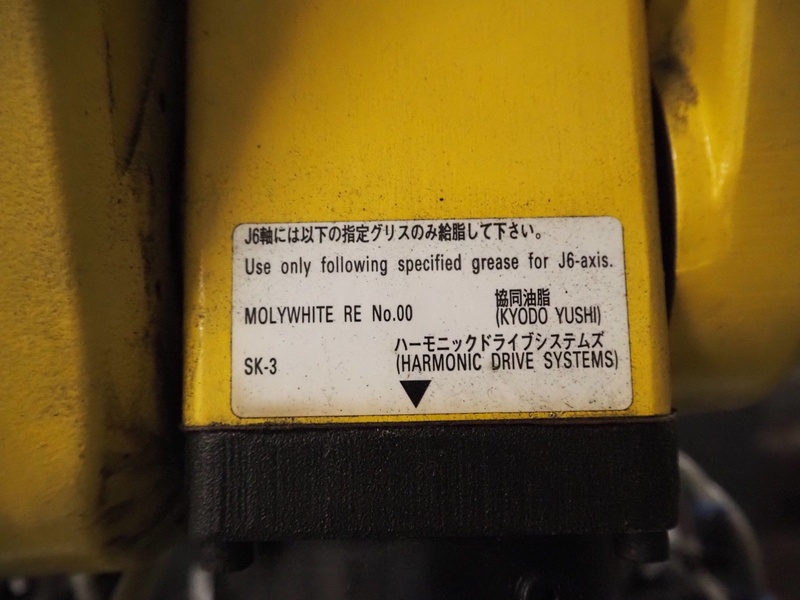 J6軸には以下の指定グリスのみ給脂して下さい。
Use only following specified grease for J6-axis.
協同油脂
MOLYWHITE RE No.00 (KYODO YUSHI)
ハーモニックドライブシステムズ
SK-3 (HARMONIC DRIVE SYSTEMS)